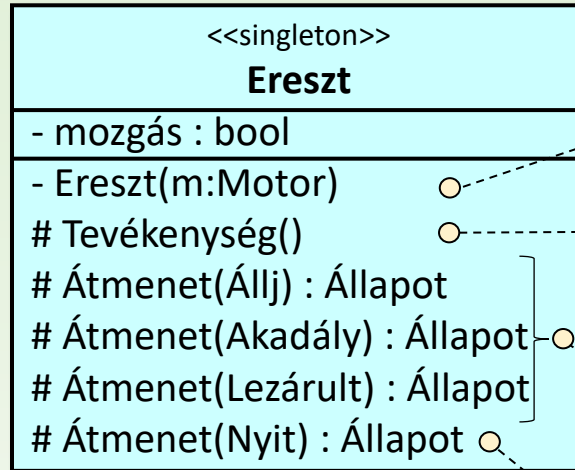 <<singleton>>
Ereszt
- mozgás : bool
- Ereszt(m:Motor)
# Tevékenység()
# Átmenet(Állj) : Állapot
# Átmenet(Akadály) : Állapot
# Átmenet(Lezárult) : Állapot
# Átmenet(Nyit) : Állapot